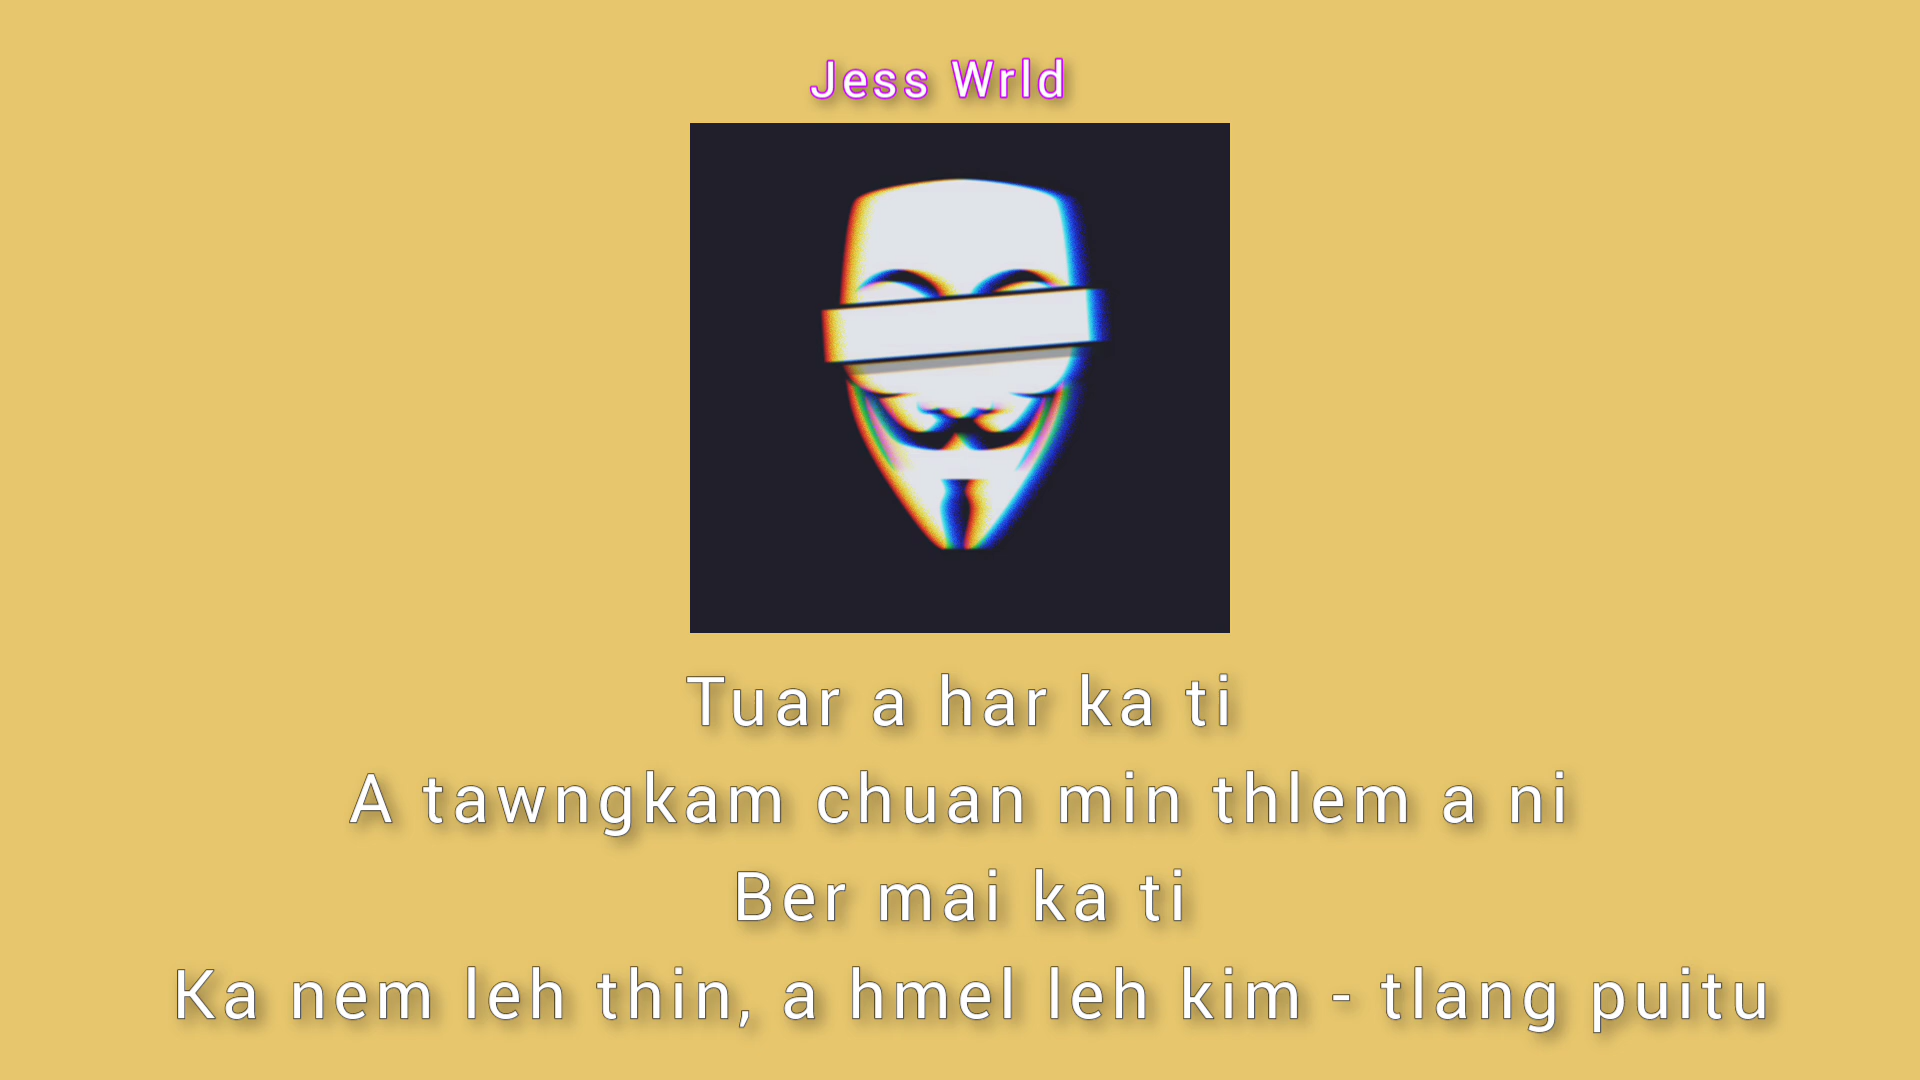 Jess Wrld
Tuar a har ka ti
A tawngkam chuan min thlem a ni
Ber mai ka ti
Ka nem leh thin, a hmel leh kim - tlang puitu